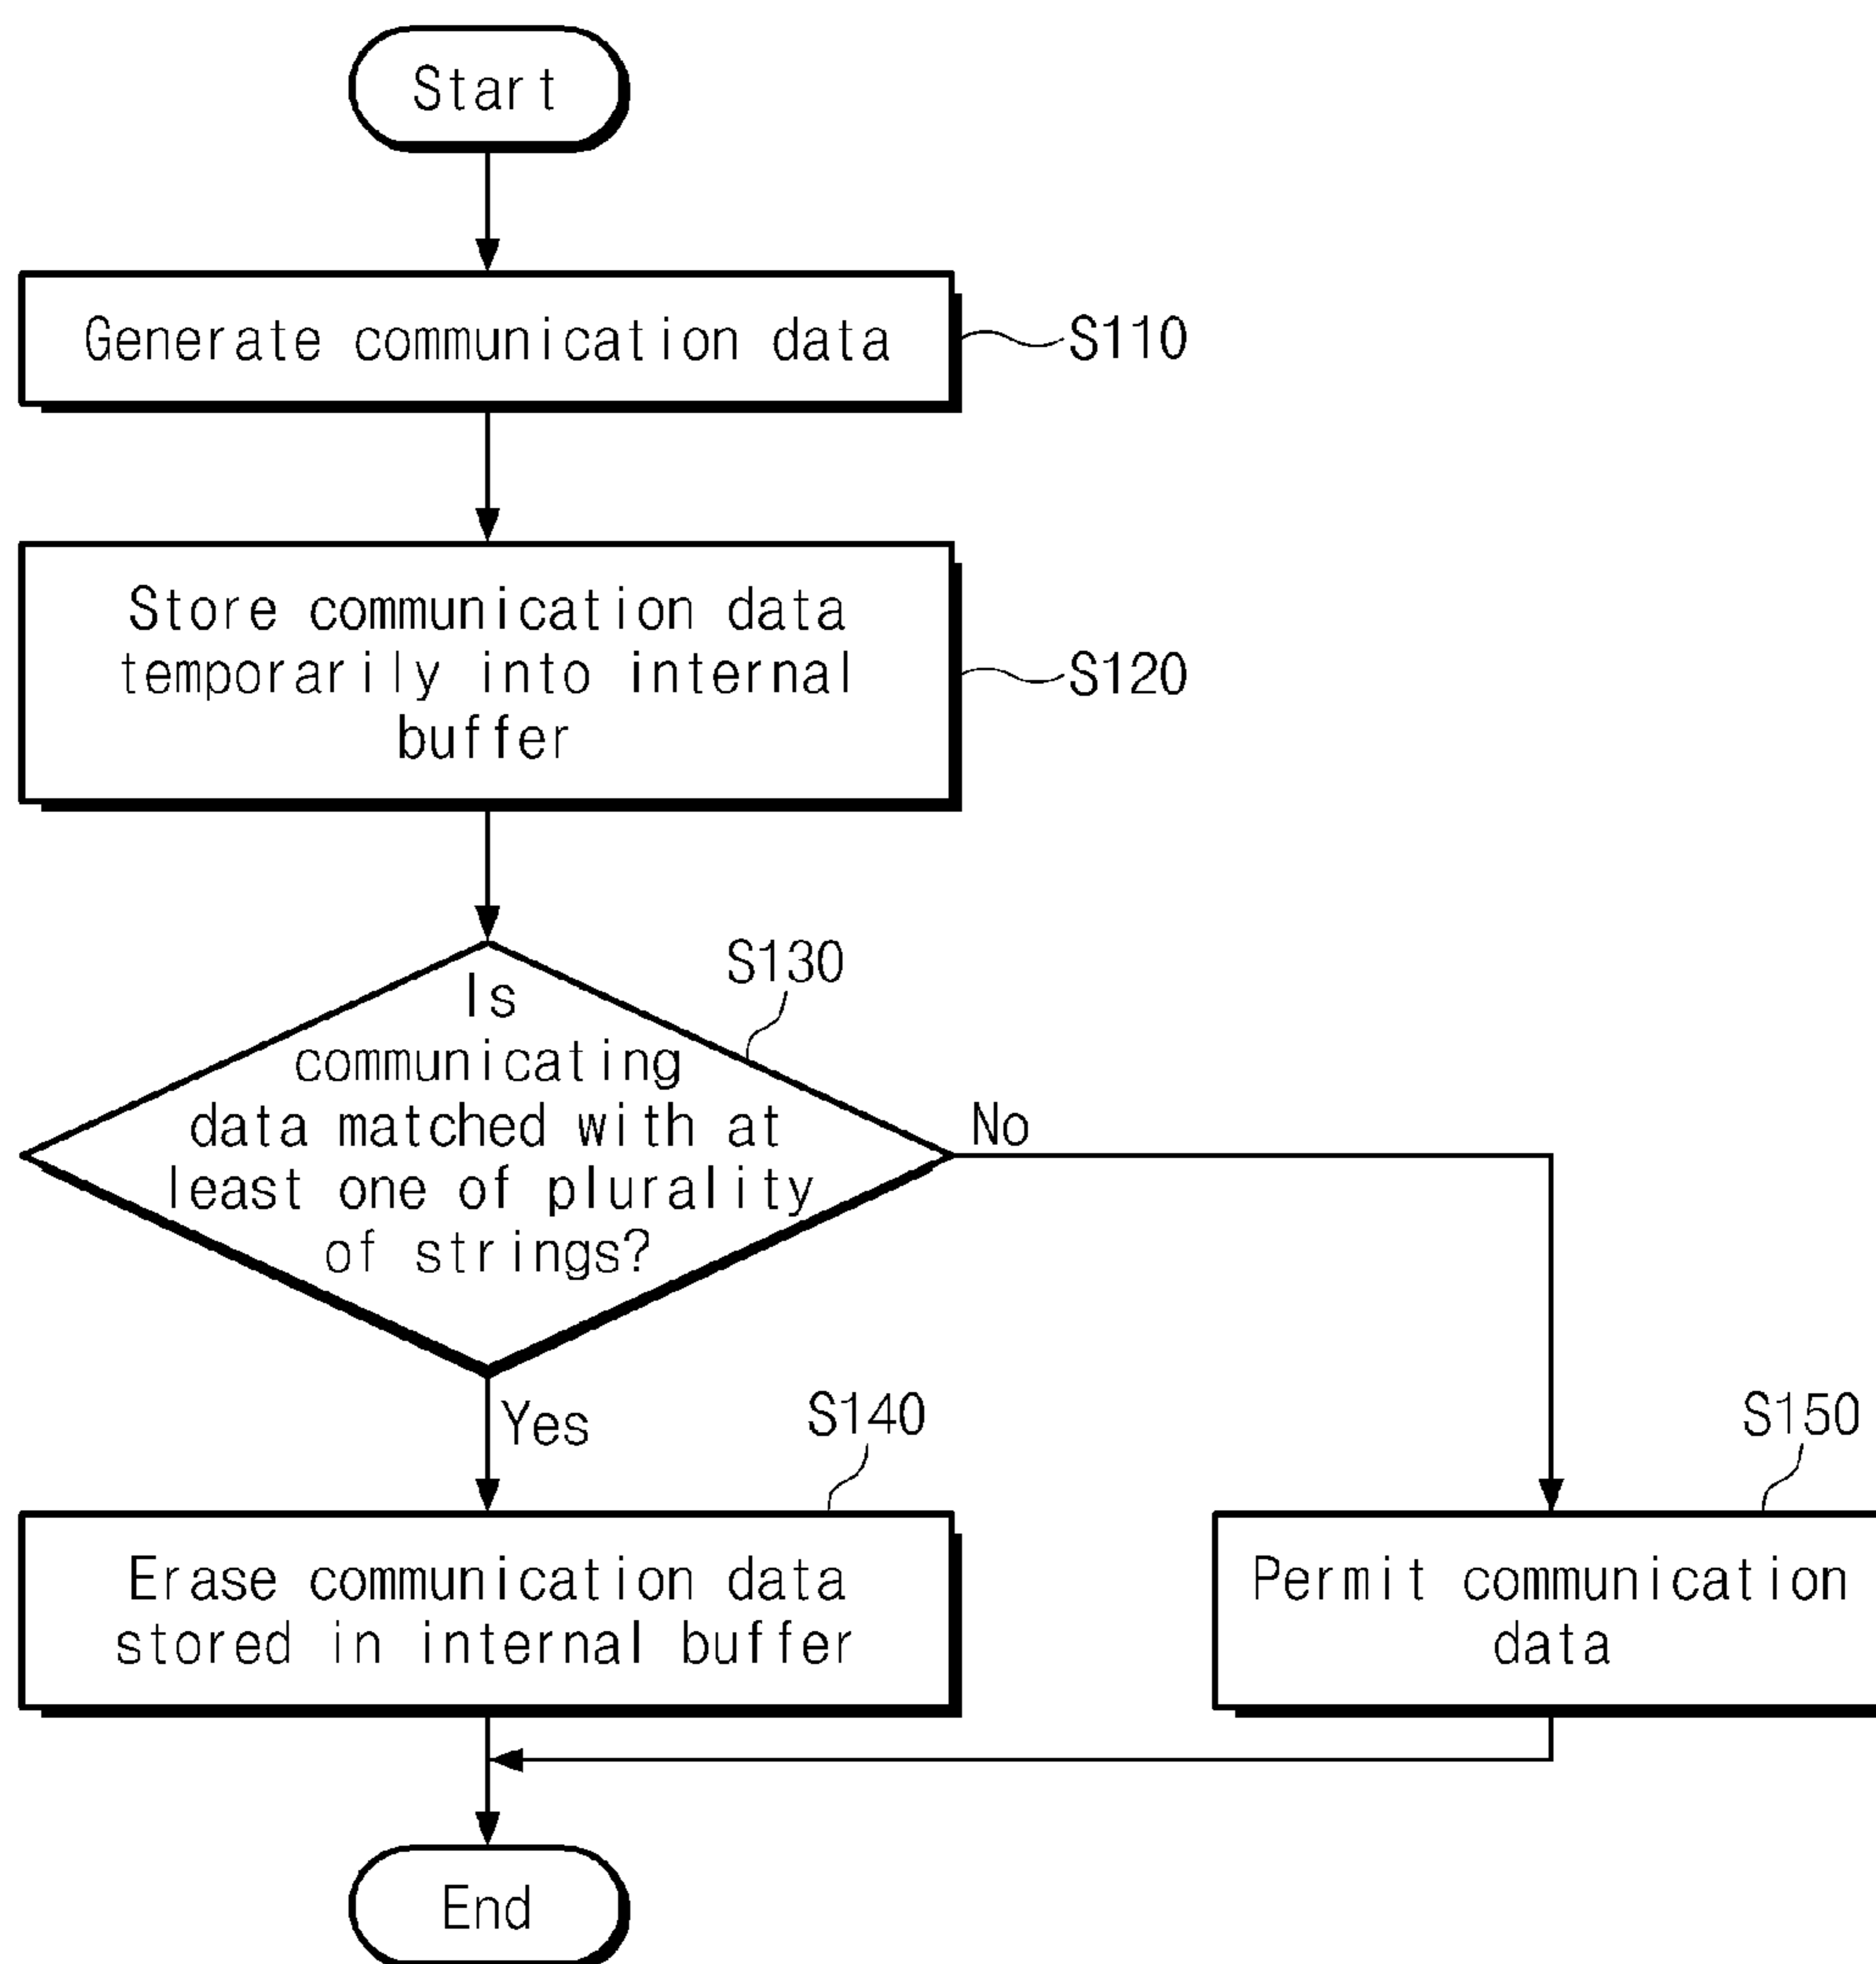 Start
Generate communication data
S110
Store communication data
temporarily into internal
buffer
S120
S130
Is
communicating
data matched with at
least one of plurality
of strings?
No
Yes
S140
S150
Erase communication data
stored in internal buffer
Permit communication
data
End